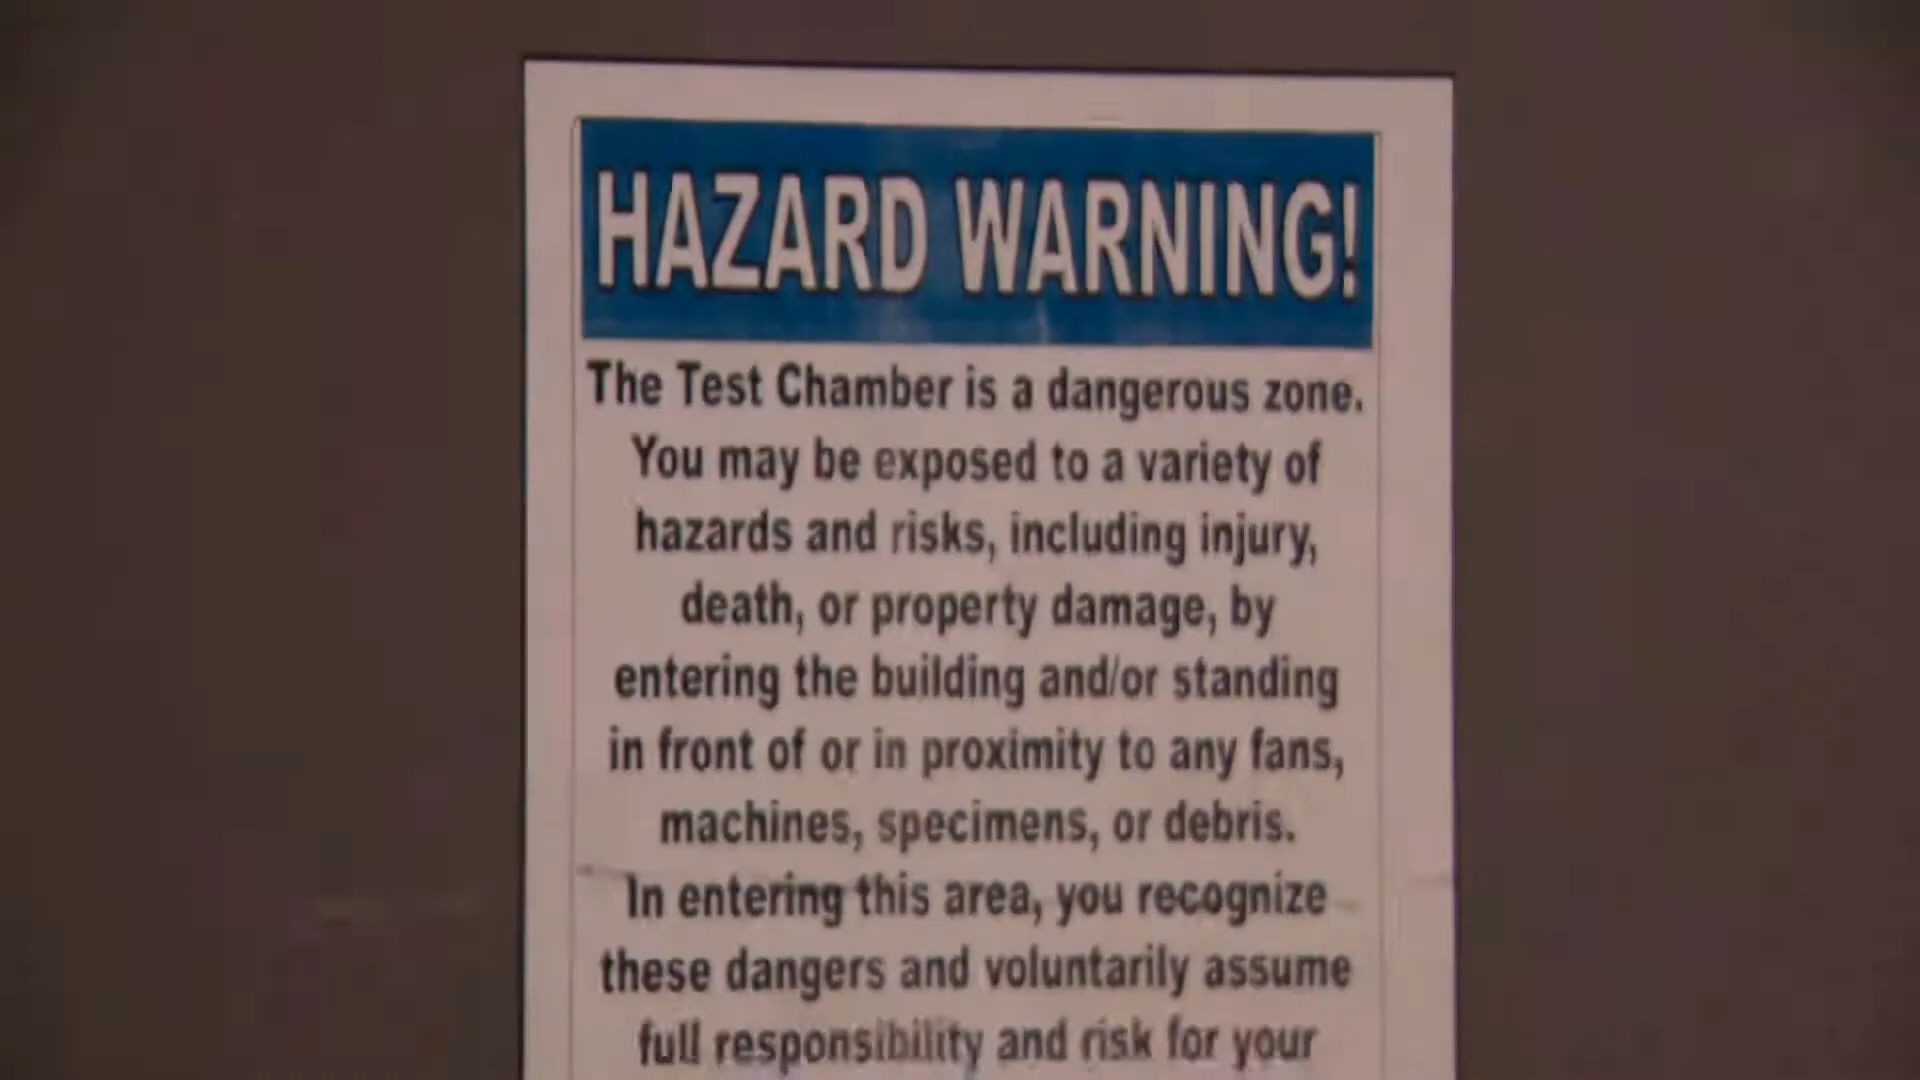 HAZARD WARNING!
The Test Chamber is a dangerous zone.
You may be exposed to a variety of
hazards and risks, including injury,
death, or property damage, by
entering the building and/or standing
in front of or in proximity to any fans,
machines, specimens, or debris.
In entering this area, you recognize
these dangers and voluntarily assume
full responsibility and risk for your